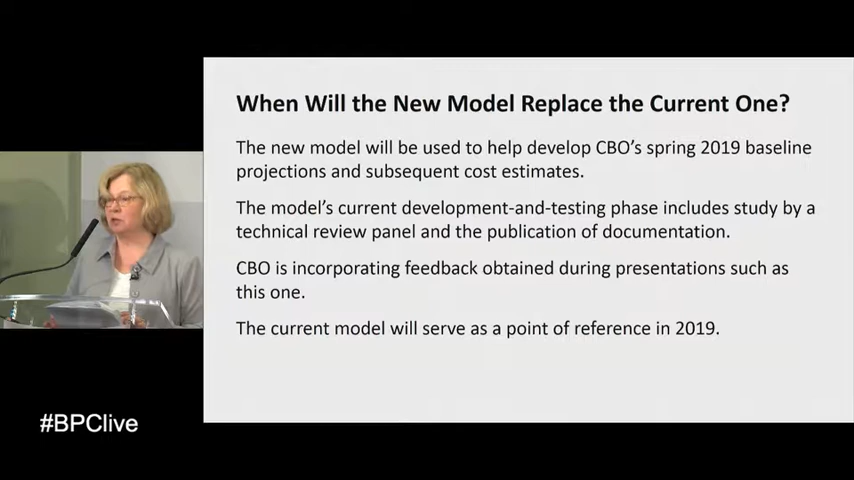 When Will the New Model Replace the Current One?
The new model will be used to help develop CBO's spring 2019 baseline
projections and subsequent cost estimates.
The model's current development-and-testing phase includes study by a
technical review panel and the publication of documentation.
CBO is incorporating feedback obtained during presentations such as
this one.
The current model will serve as a point of reference in 2019.
#BPClive